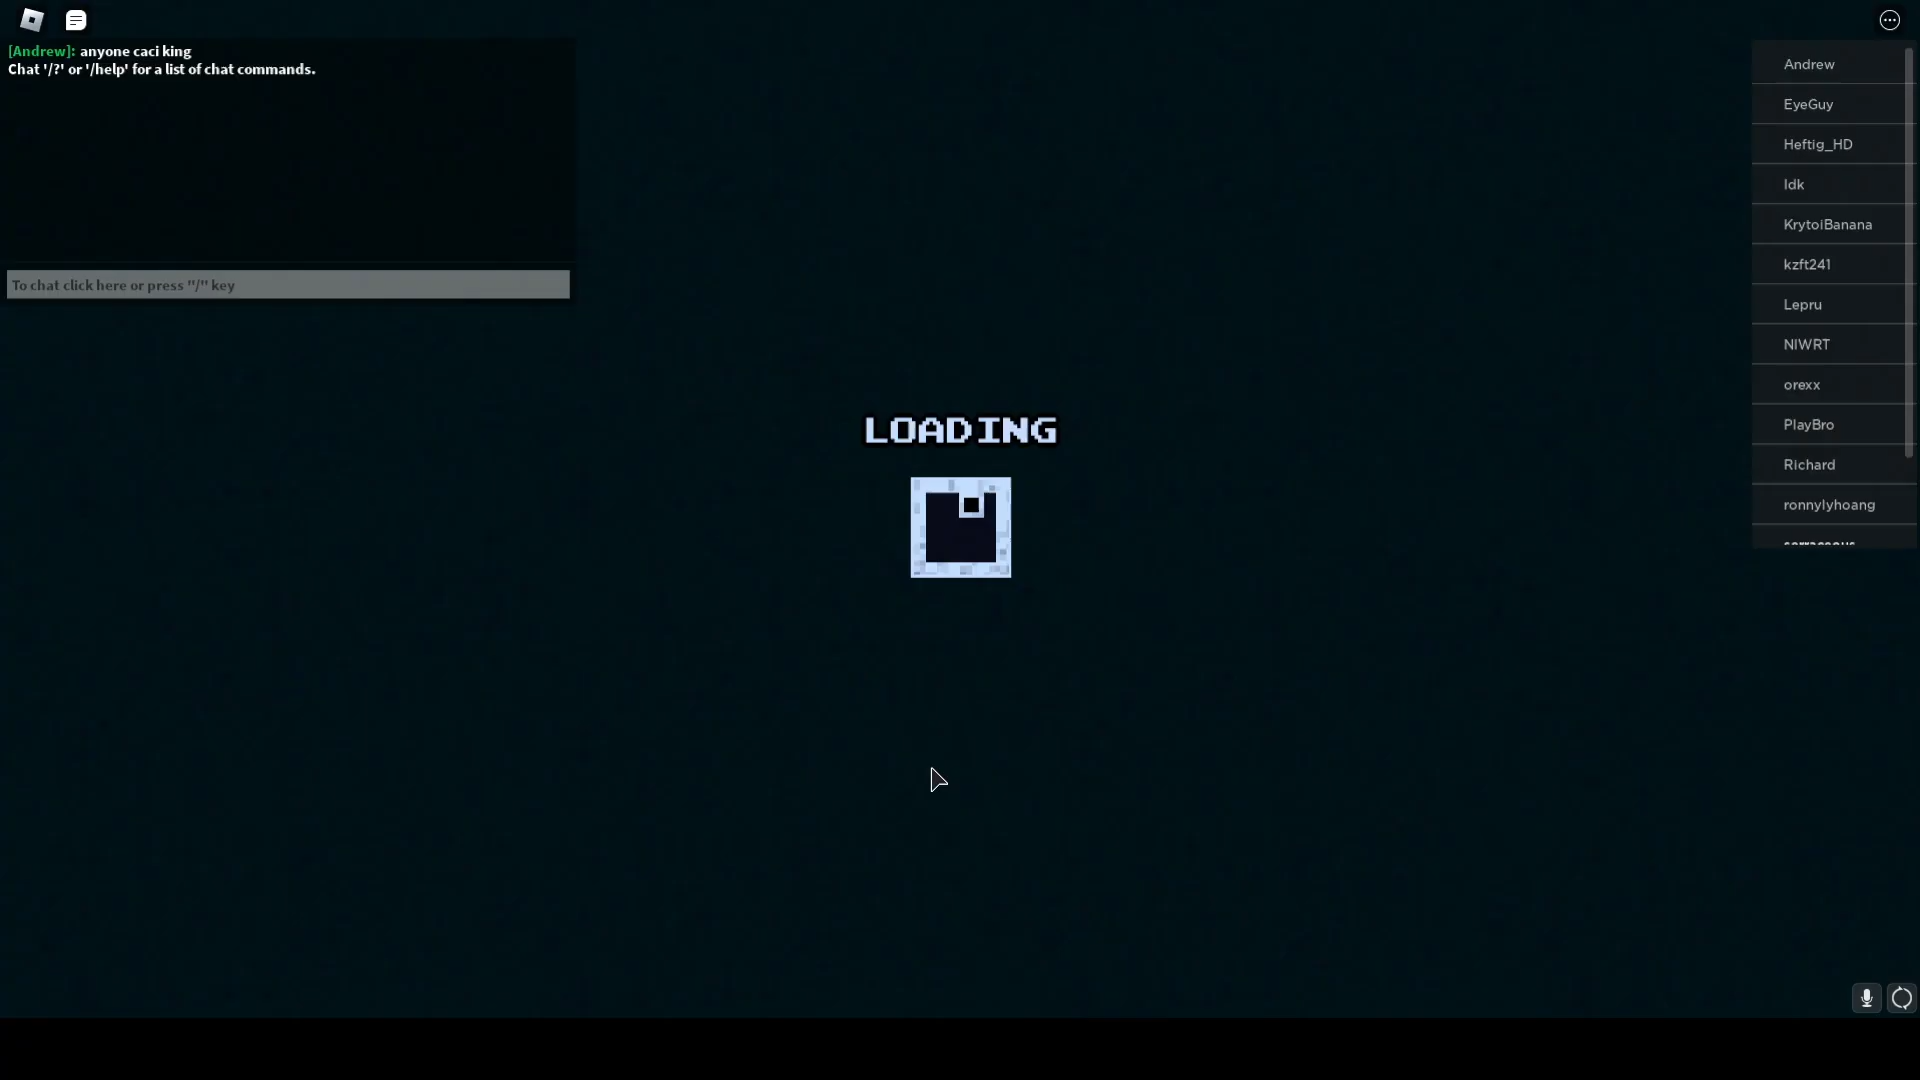 [Andrew]: anyone caci king
Chat '/?' or '/help' for a list of chat commands.
To chat click here or press "/" key
LOADING
Andrew
EyeGuy
Heftig_HD
Idk
KrytoiBanana
kzft241
Lepru
NIWRT
orexx
PlayBro
Richard
ronnylyhoang